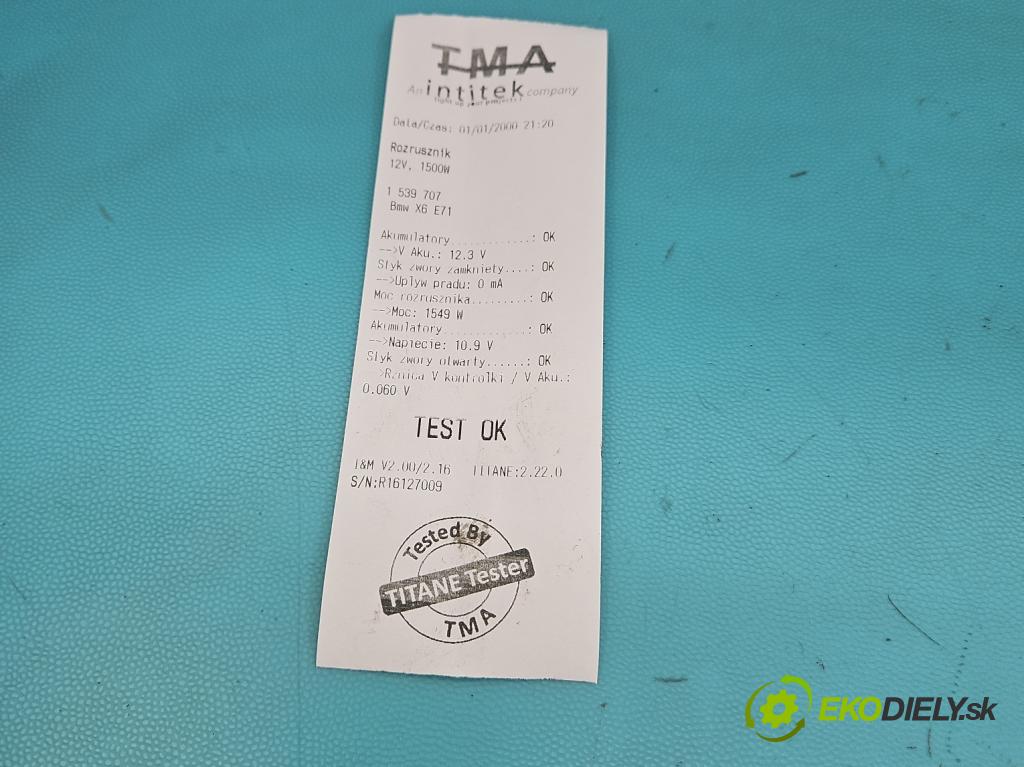 TMA
An intitek company
light up your projects !
Data/Czas: 01/01/2000 21:20
Rozrusznik
12V, 1500W
1 539 707
Bmw X6 E71
Akumulatory............: OK
-->V Aku.: 12.3 V
Styk zwory zamkniety....: OK
-->Uplyw pradu: 0 mA
Moc rozrusznika.........: OK
-->Moc: 1549 W
Akumulatory............: OK
-->Napiecie: 10.9 V
Styk zwory otwarty......: OK
-->Rznica V kontrolki / V Aku.:
0.060 V
TEST OK
I&M V2.00/2.16 TITANE:2.22.0
S/N:R16127009
Tested By
TITANE Tester
TMA
EKODIELY.sk